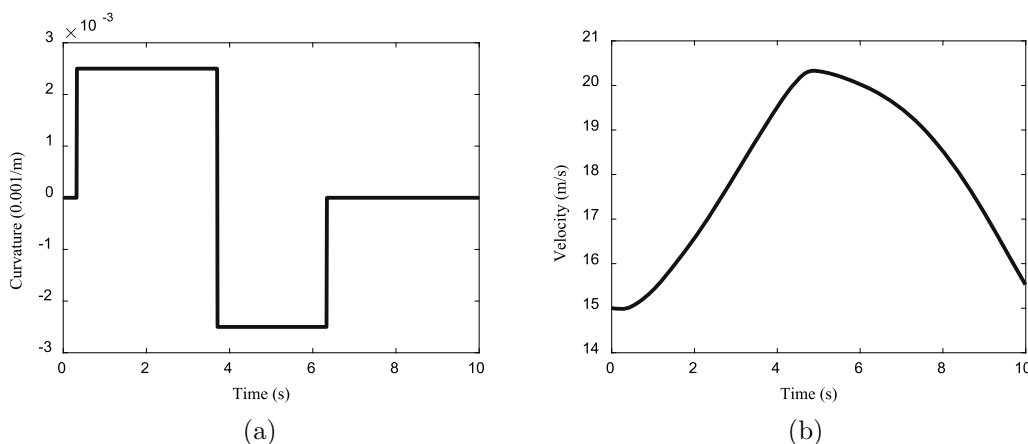 × 10 -3
3
2
1
0
-1
-2
-3
0 2 4 6 8 10
Curvature (0.001/m)
Time (s)
(a)
21
20
19
18
17
16
15
14
0 2 4 6 8 10
Velocity (m/s)
Time (s)
(b)